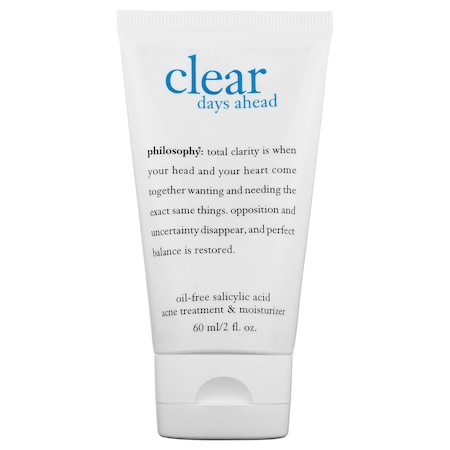 clear
days ahead
philosophy®: total clarity is when
your head and your heart come
together wanting and needing the
exact same things. opposition and
uncertainty disappear, and perfect
balance is restored.
oil-free salicylic acid
acne treatment & moisturizer
60 ml/2 fl. oz.